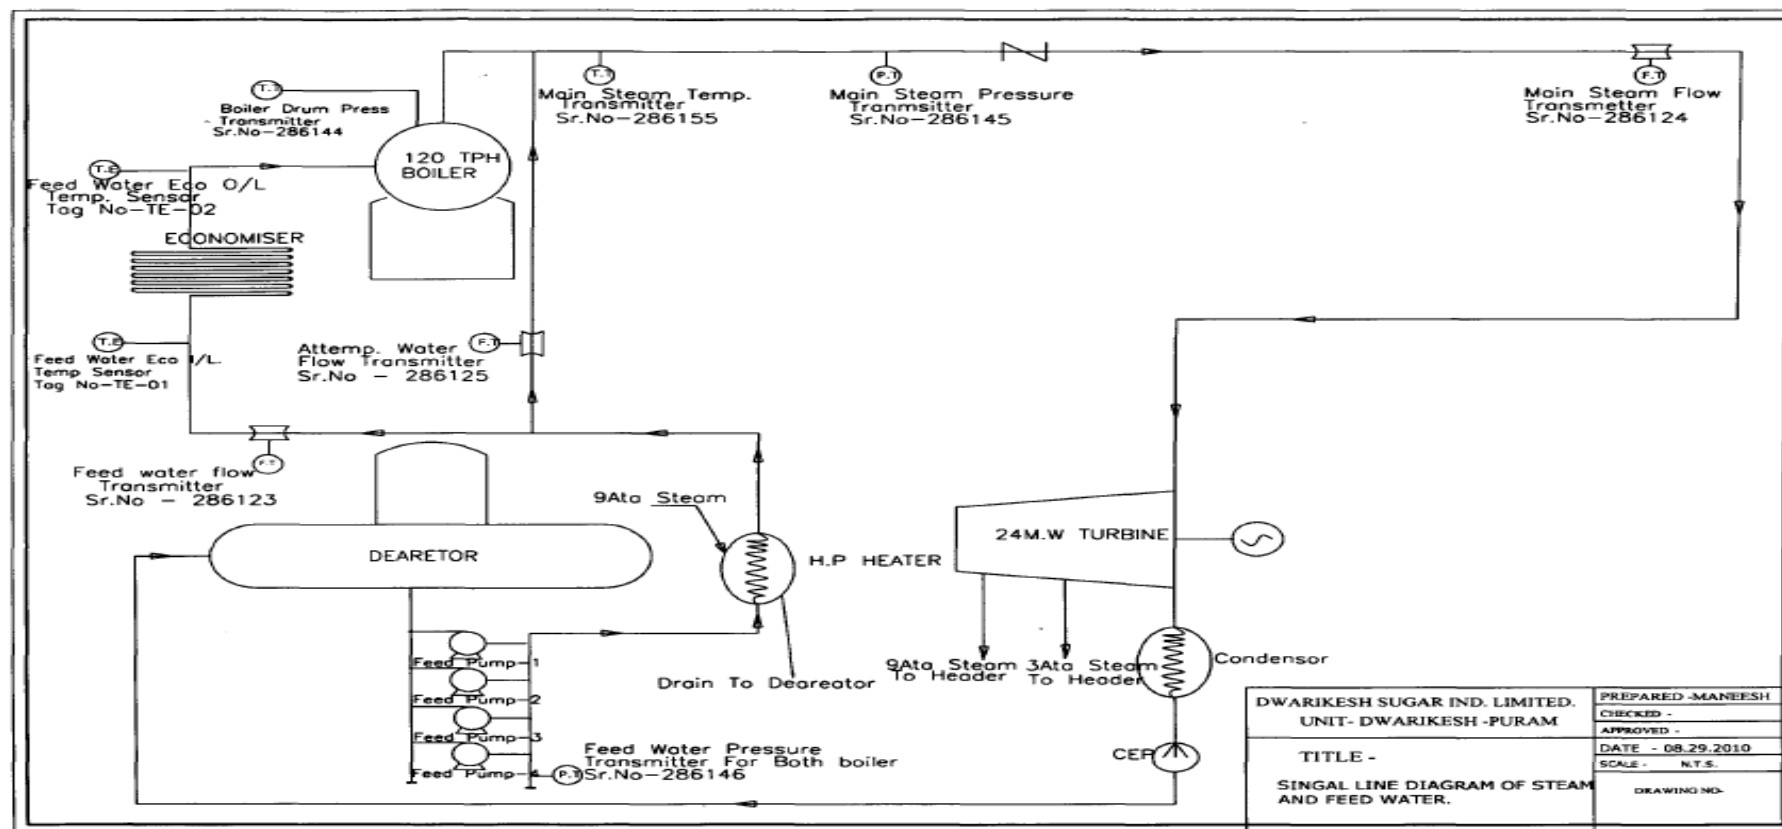 T.T
Boiler Drum Press
Transmitter
Sr.No-286144
T.T
Main Steam Temp.
Transmitter
Sr.No-286155
P.T
Main Steam Pressure
Tranmsitter
Sr.No-286145
F.T
Main Steam Flow
Transmetter
Sr.No-286124
120 TPH
BOILER
T.E
Feed Water Eco O/L
Temp. Sensor
Tag No-TE-02
ECONOMISER
T.E
Feed Water Eco I/L.
Temp Sensor
Tag No-TE-01
Attemp. Water
Flow Transmitter
Sr.No - 286125
F.T
F.T
Feed water flow
Transmitter
Sr.No - 286123
9Ata Steam
DEARETOR
H.P HEATER
24M.W TURBINE
Feed Pump-1
Feed Pump-2
Feed Pump-3
Feed Pump-4
Drain To Deareator
9Ata Steam
To Header
3Ata Steam
To Header
Condensor
P.T
Feed Water Pressure
Transmitter For Both boiler
Sr.No-286146
CEP
DWARIKESH SUGAR IND. LIMITED.
UNIT- DWARIKESH -PURAM
TITLE -
SINGAL LINE DIAGRAM OF STEAM
AND FEED WATER.
PREPARED -MANEESH
CHECKED -
APPROVED -
DATE - 08.29.2010
SCALE - N.T.S.
DRAWING NO-